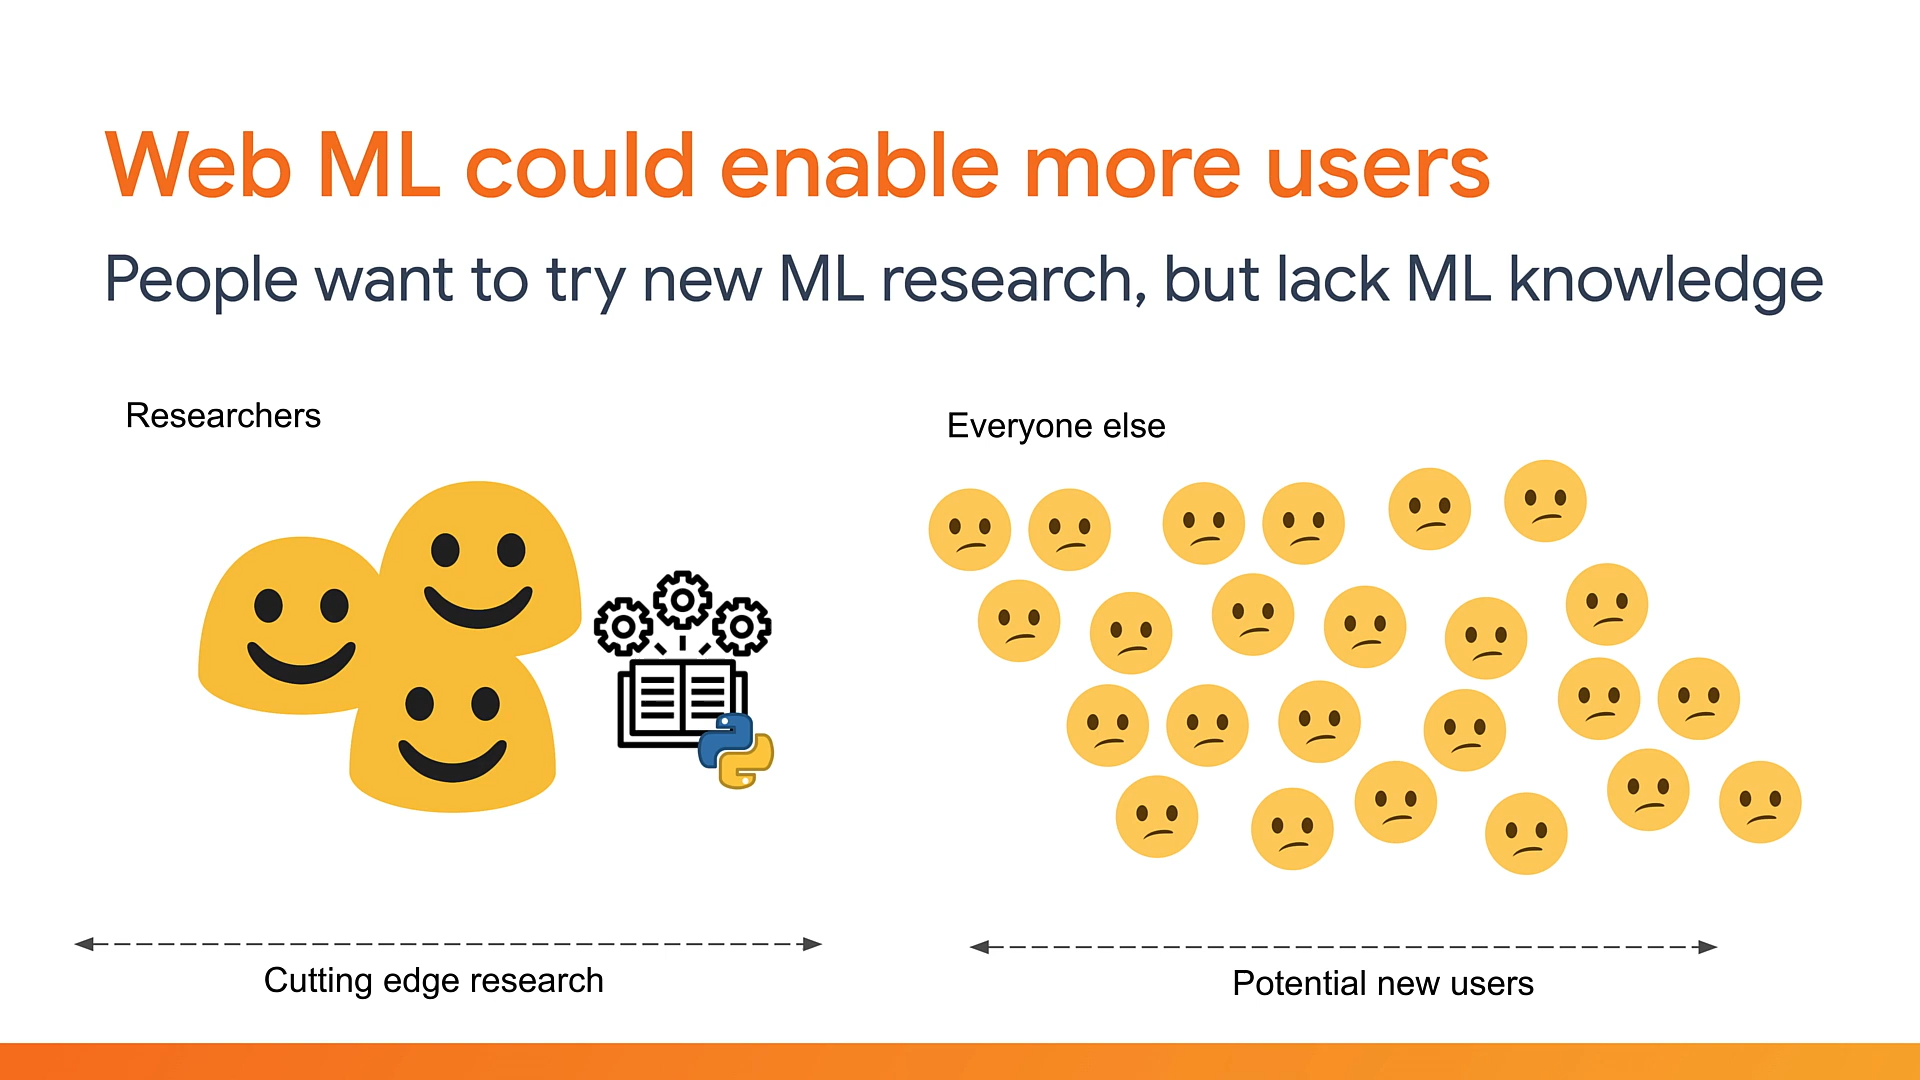 Web ML could enable more users
People want to try new ML research, but lack ML knowledge
Researchers
Everyone else
Cutting edge research
Potential new users